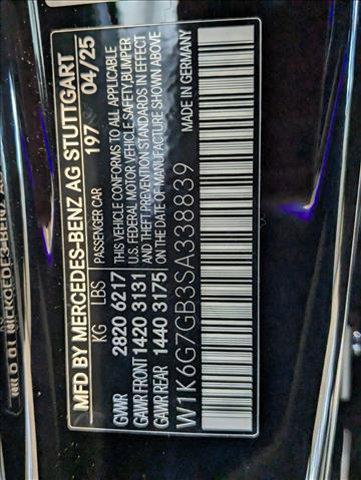 MFD BY MERCEDES-BENZ AG STUTTGART
197 04/25
KG LBS PASSENGER CAR
GWR 2820 6217 THIS VEHICLE CONFORMS TO ALL APPLICABLE
U.S. FEDERAL MOTOR VEHICLE SAFETY,BUMPER
GAWR FRONT 1420 3131 AND THEFT PREVENTION STANDARDS IN EFFECT
GAWR REAR 1440 3175 ON THE DATE OF MANUFACTURE SHOWN ABOVE
MADE IN GERMANY
W1K6G7GB3SA338839